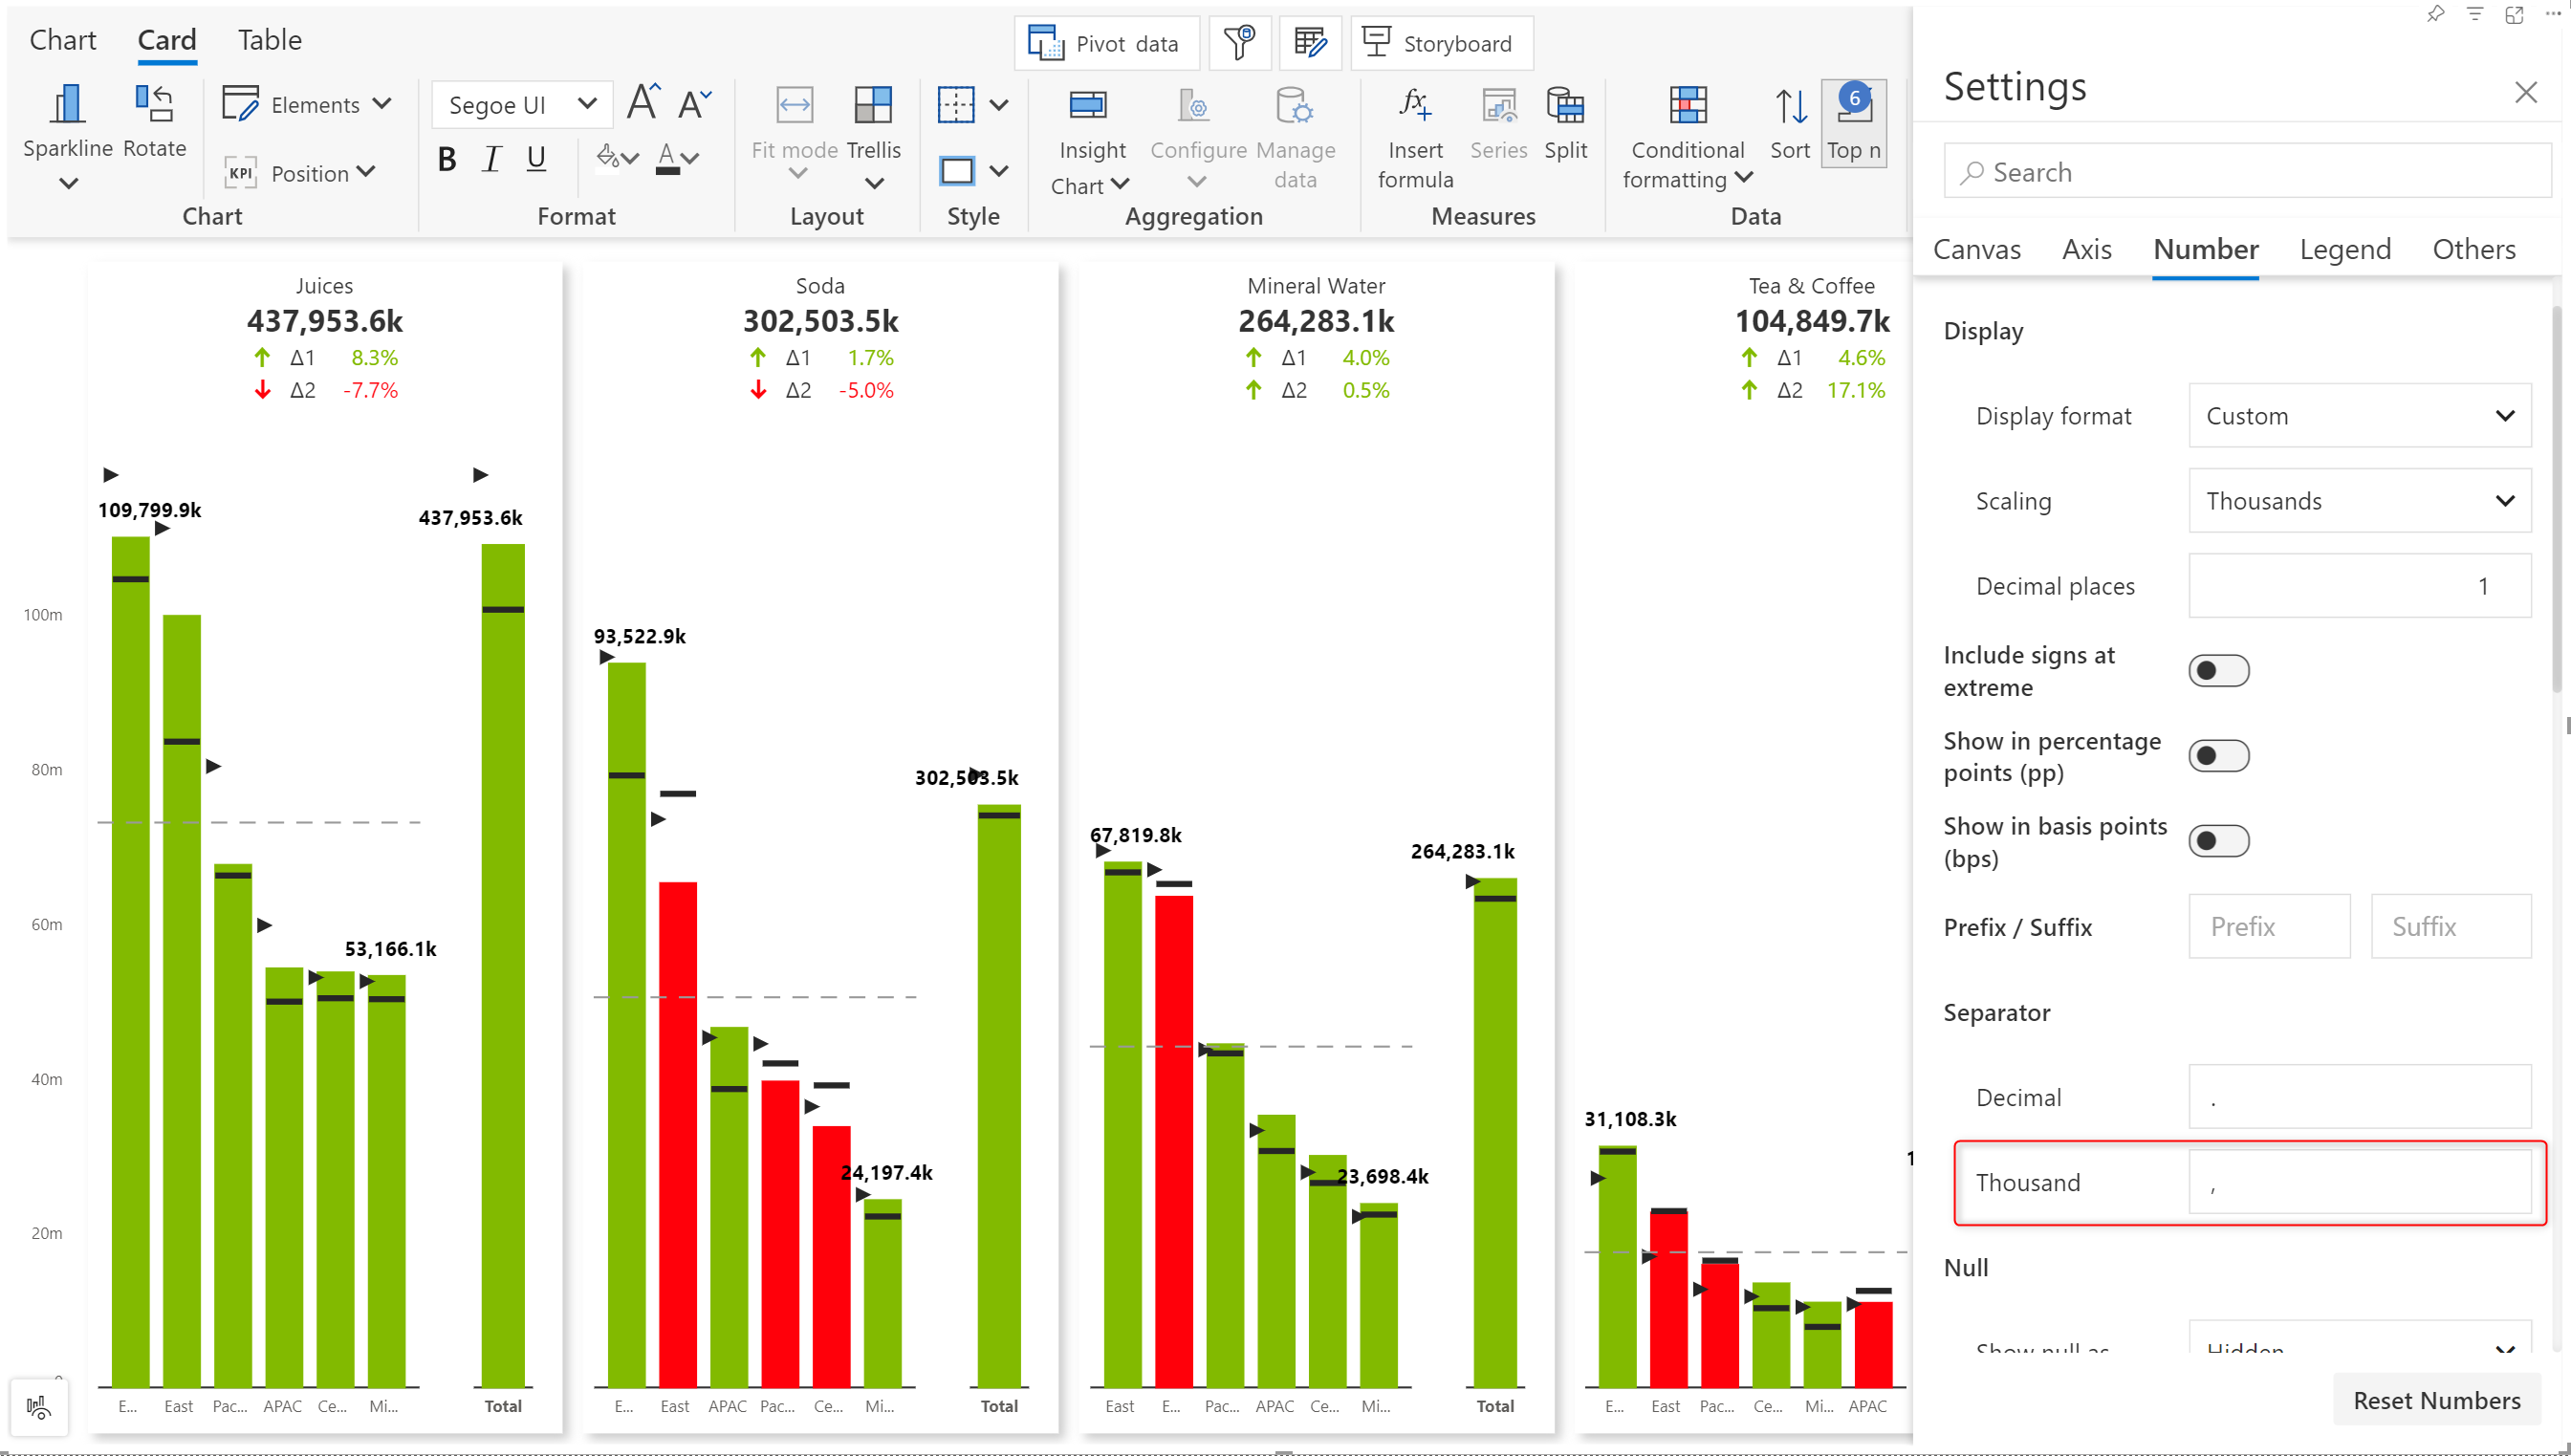 Chart Card Table
Pivot data Storyboard
Sparkline Rotate
Elements
KPI Position
Chart
Segoe UI A A
B I U A
Format
Fit mode Trellis
Layout
Style
Insight Chart Configure Manage data
Aggregation
fx Insert formula Series Split
Measures
Conditional formatting Sort 6 Top n
Data
Juices
437,953.6k
Δ1 8.3%
Δ2 -7.7%
109,799.9k
437,953.6k
53,166.1k
100m
80m
60m
40m
20m
E... East Pac... APAC Ce... Mi... Total
Soda
302,503.5k
Δ1 1.7%
Δ2 -5.0%
93,522.9k
302,503.5k
24,197.4k
E... East APAC Pac... Ce... Mi... Total
Mineral Water
264,283.1k
Δ1 4.0%
Δ2 0.5%
67,819.8k
264,283.1k
23,698.4k
East E... Pac... APAC Ce... Mi... Total
Tea & Coffee
104,849.7k
Δ1 4.6%
Δ2 17.1%
31,108.3k
E... East Pac... Ce... Mi... APAC
Settings
Search
Canvas Axis Number Legend Others
Display
Display format Custom
Scaling Thousands
Decimal places 1
Include signs at
extreme
Show in percentage
points (pp)
Show in basis points
(bps)
Prefix / Suffix Prefix Suffix
Separator
Decimal .
Thousand ,
Null
Show null as Hidden
Reset Numbers